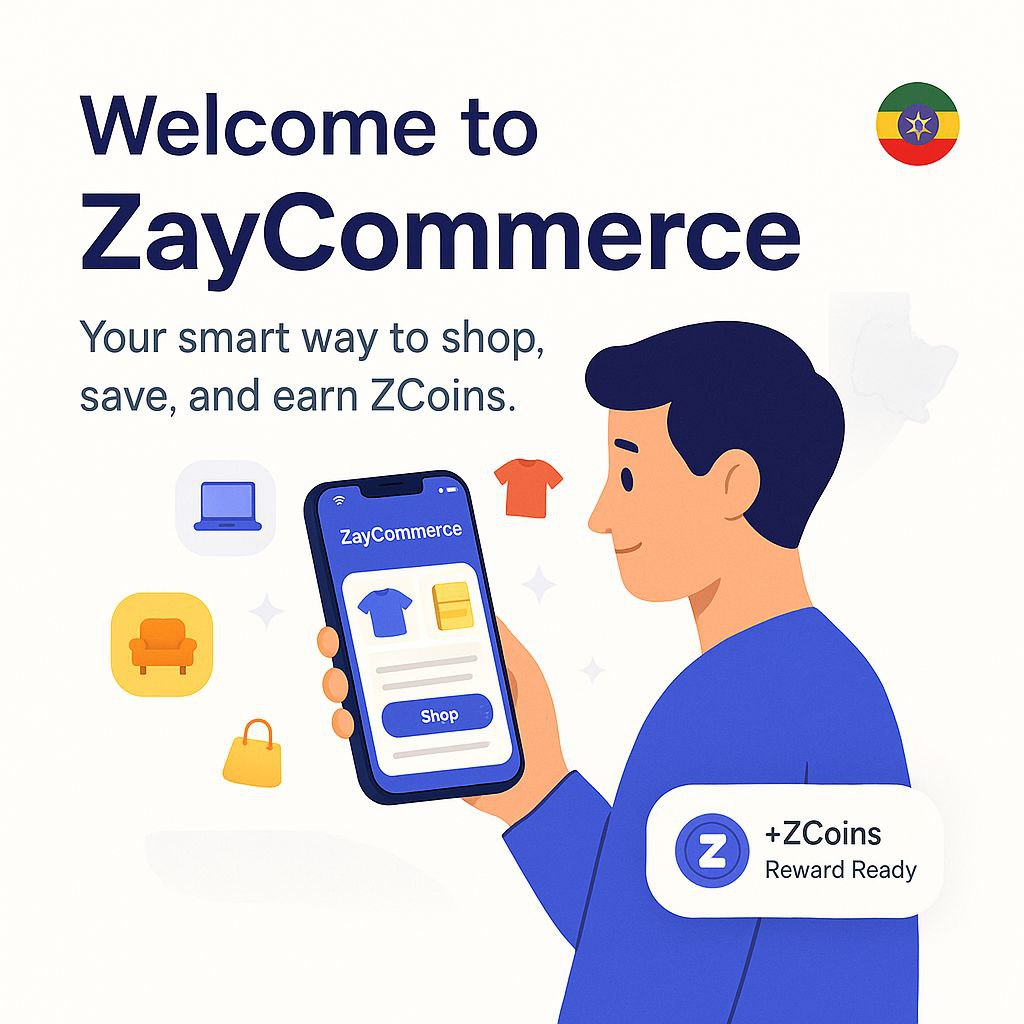 Welcome to
ZayCommerce
Your smart way to shop,
save, and earn ZCoins.
ZayCommerce
Shop
Z
+ZCoins
Reward Ready